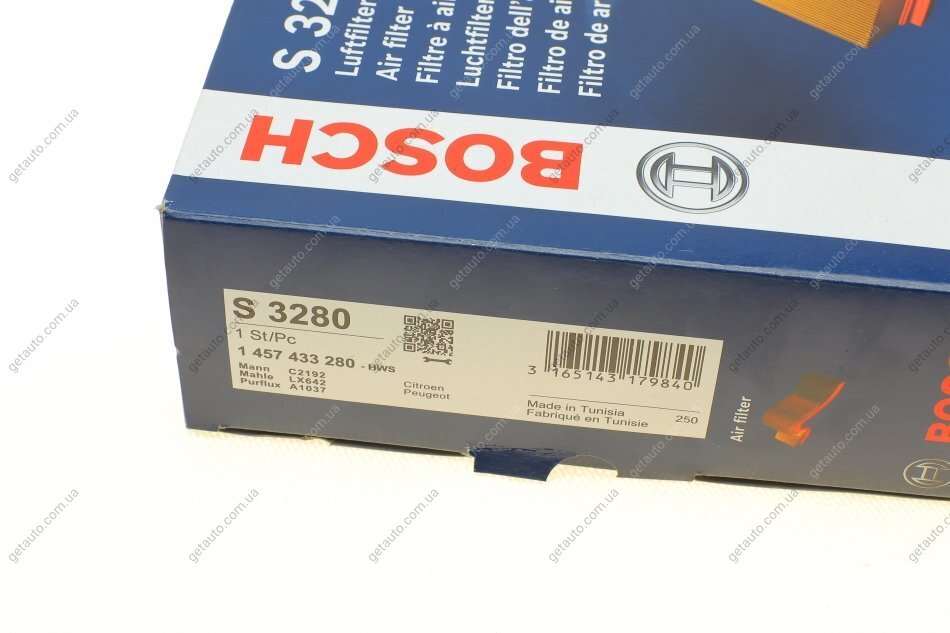 S 32
Luftfilter
Air filter
Filtre à ai
Luchtfilter
Filtro dell'
Filtro de ai
Filtro de ar
BOSCH
S 3280
1 St/Pc
1 457 433 280 - HWS
Mann C2192
Mahle LX642
Purflux A1037
Citroen
Peugeot
3 165143 179840
Made in Tunisia
Fabriqué en Tunisie
250
Air filter
BOS
getauto.com.ua